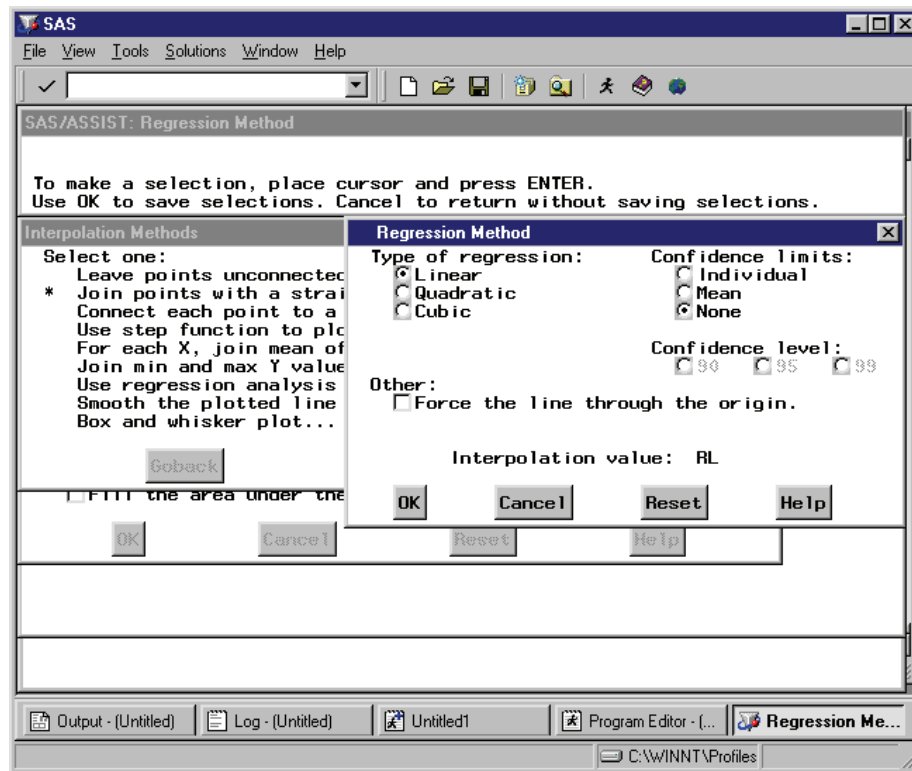 SAS
File View Tools Solutions Window Help
SAS/ASSIST: Regression Method
To make a selection, place cursor and press ENTER.
Use OK to save selections. Cancel to return without saving selections.
Interpolation Methods
Select one:
Leave points unconnected
* Join points with a strai
Connect each point to a
Use step function to plo
For each X, join mean of
Join min and max Y value
Use regression analysis
Smooth the plotted line
Box and whisker plot...
Goback
Fill the area under the
OK Cancel Reset Help
Regression Method
Type of regression: Confidence limits:
Linear Individual
Quadratic Mean
Cubic None
Confidence level:
90 95 99
Other:
Force the line through the origin.
Interpolation value: RL
OK Cancel Reset Help
Output - (Untitled) Log - (Untitled) Untitled1 Program Editor - (... Regression Me...
C:\WINNT\Profiles